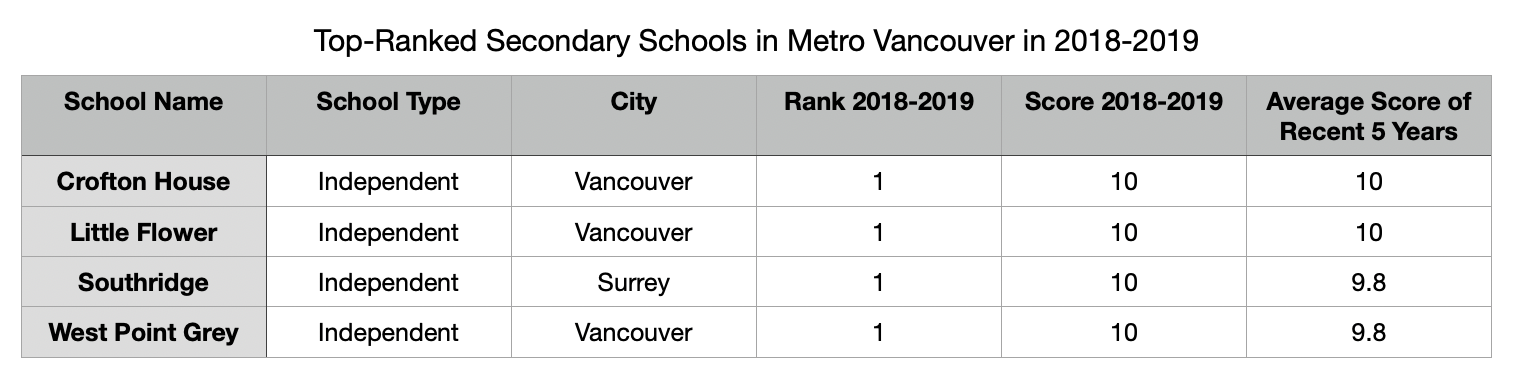 Top-Ranked Secondary Schools in Metro Vancouver in 2018-2019
School Name School Type City Rank 2018-2019 Score 2018-2019 Average Score of
Recent 5 Years
Crofton House Independent Vancouver 1 10 10
Little Flower Independent Vancouver 1 10 10
Southridge Independent Surrey 1 10 9.8
West Point Grey Independent Vancouver 1 10 9.8